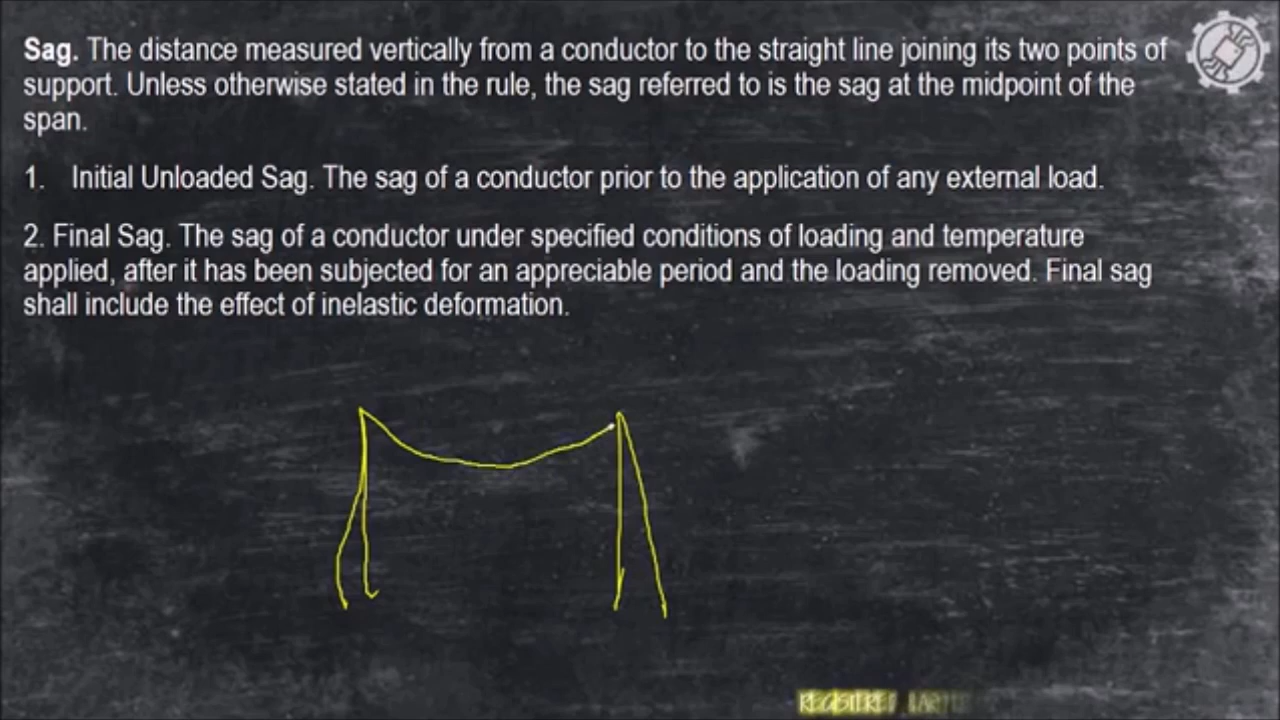 Sag. The distance measured vertically from a conductor to the straight line joining its two points of
support. Unless otherwise stated in the rule, the sag referred to is the sag at the midpoint of the
span.
1. Initial Unloaded Sag. The sag of a conductor prior to the application of any external load.
2. Final Sag. The sag of a conductor under specified conditions of loading and temperature
applied, after it has been subjected for an appreciable period and the loading removed. Final sag
shall include the effect of inelastic deformation.
REGISTERED